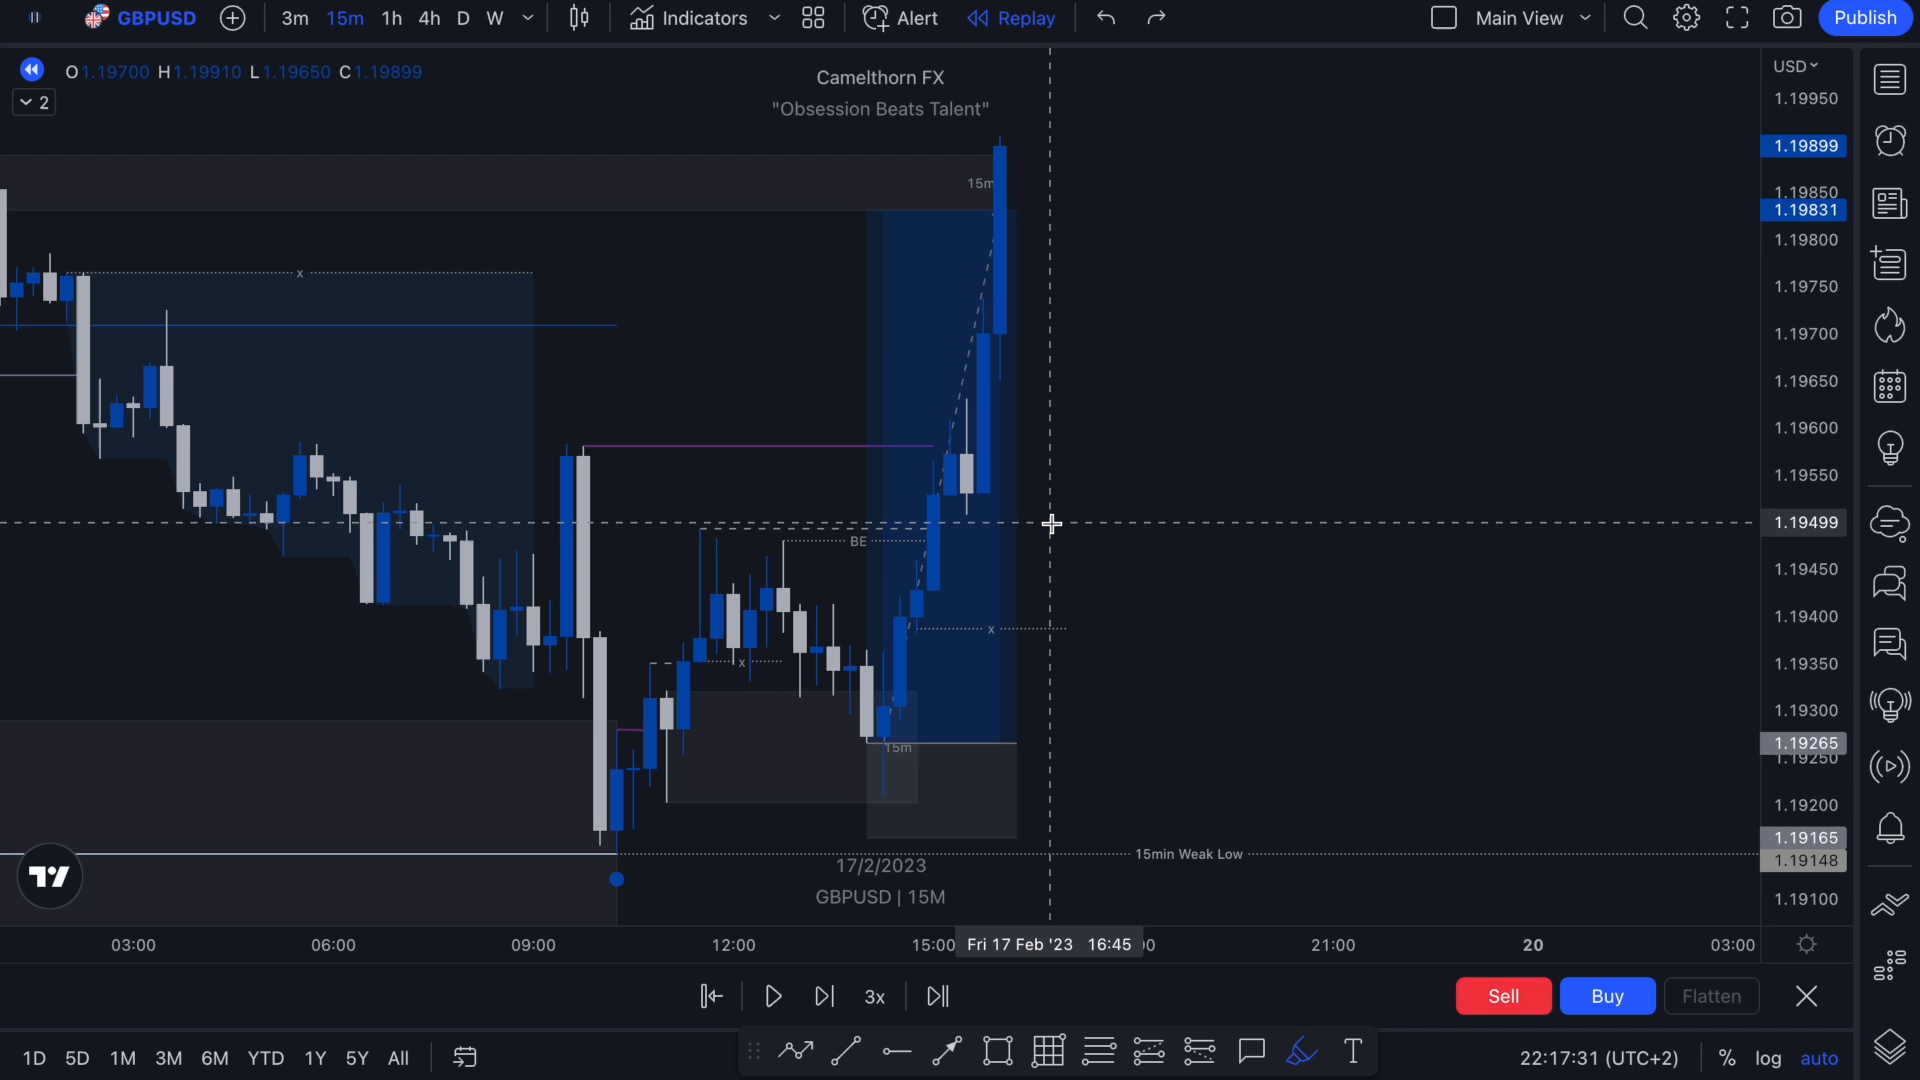 GBPUSD 3m 15m 1h 4h D W Indicators Alert Replay Main View Publish
O1.19700 H1.19910 L1.19650 C1.19899
2
Camelthorn FX
"Obsession Beats Talent"
USD
1.19950
1.19899
1.19850
1.19831
1.19800
1.19750
1.19700
1.19650
1.19600
1.19550
1.19499
1.19450
1.19400
1.19350
1.19300
1.19265
1.19250
1.19200
1.19165
1.19148
1.19100
15m
x
BE
x
x
15m
15min Weak Low
17/2/2023
GBPUSD | 15M
03:00 06:00 09:00 12:00 15:00 Fri 17 Feb '23 16:45 21:00 20 03:00
3x Sell Buy Flatten
1D 5D 1M 3M 6M YTD 1Y 5Y All 22:17:31 (UTC+2) % log auto